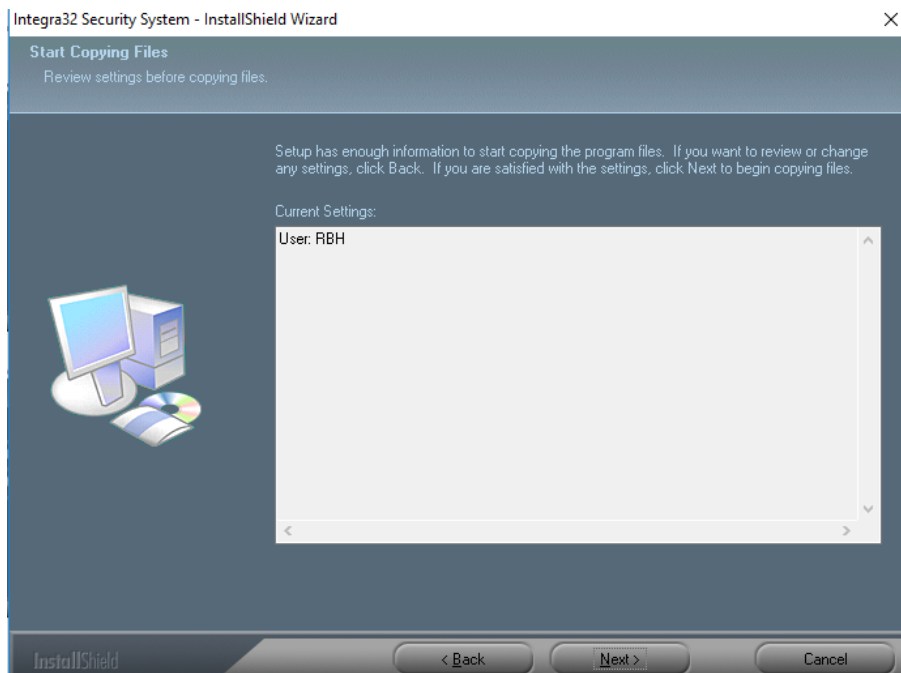 Integra32 Security System - InstallShield Wizard
Start Copying Files
Review settings before copying files.
Setup has enough information to start copying the program files. If you want to review or change
any settings, click Back. If you are satisfied with the settings, click Next to begin copying files.
Current Settings:
User: RBH
InstallShield
< Back
Next >
Cancel